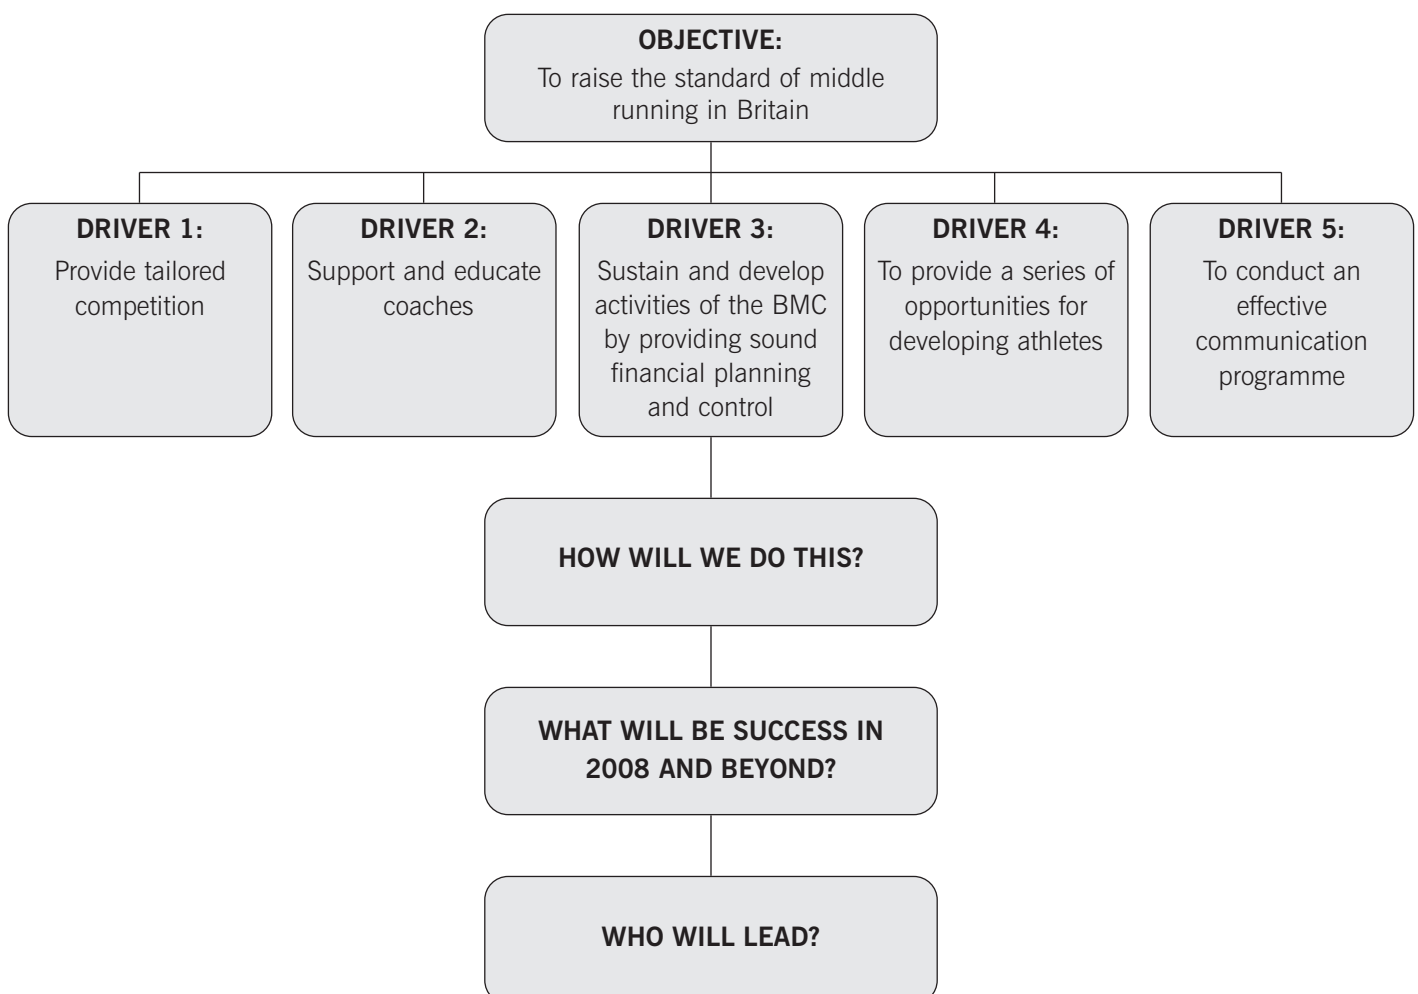 OBJECTIVE:
To raise the standard of middle
running in Britain
DRIVER 1:
Provide tailored
competition
DRIVER 2:
Support and educate
coaches
DRIVER 3:
Sustain and develop
activities of the BMC
by providing sound
financial planning
and control
DRIVER 4:
To provide a series of
opportunities for
developing athletes
DRIVER 5:
To conduct an
effective
communication
programme
HOW WILL WE DO THIS?
WHAT WILL BE SUCCESS IN
2008 AND BEYOND?
WHO WILL LEAD?